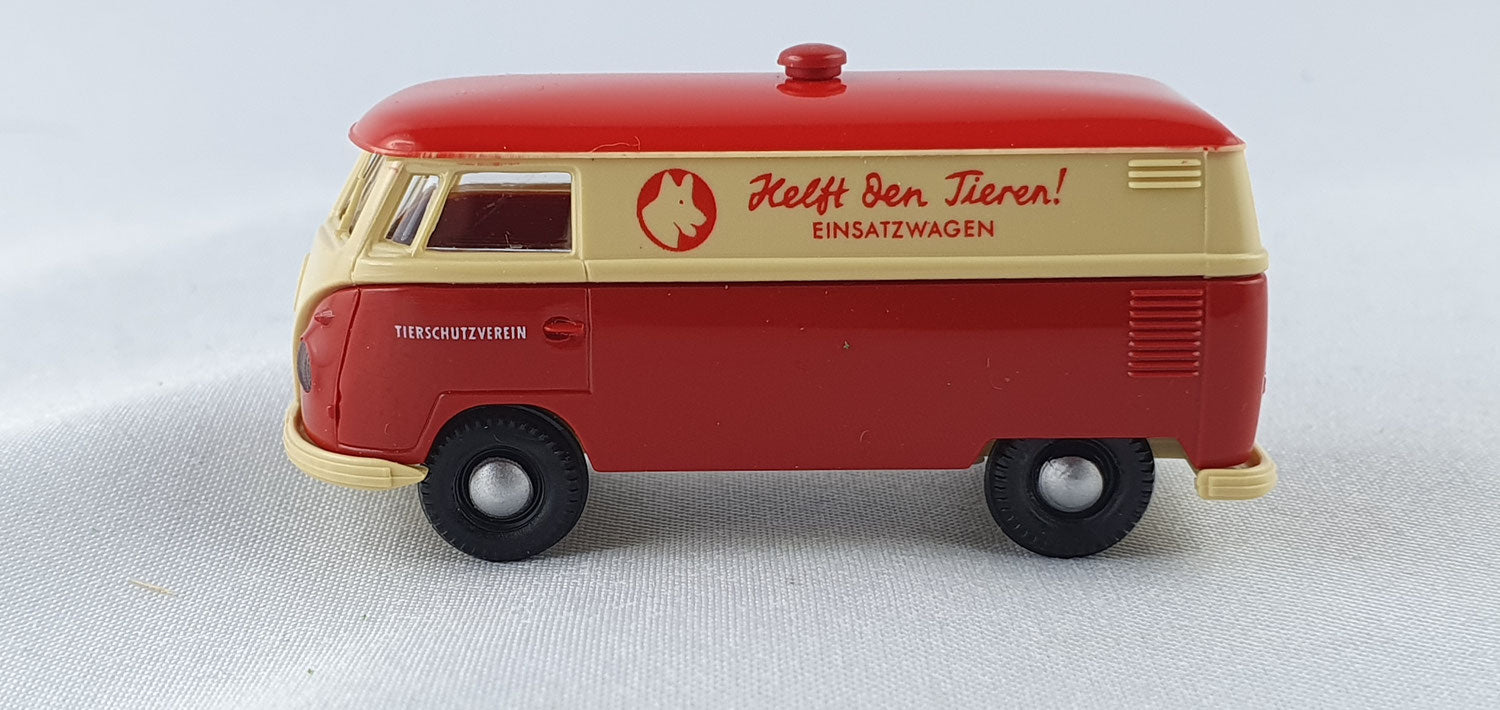 Helft den Tieren!
EINSATZWAGEN
TIERSCHUTZVEREIN